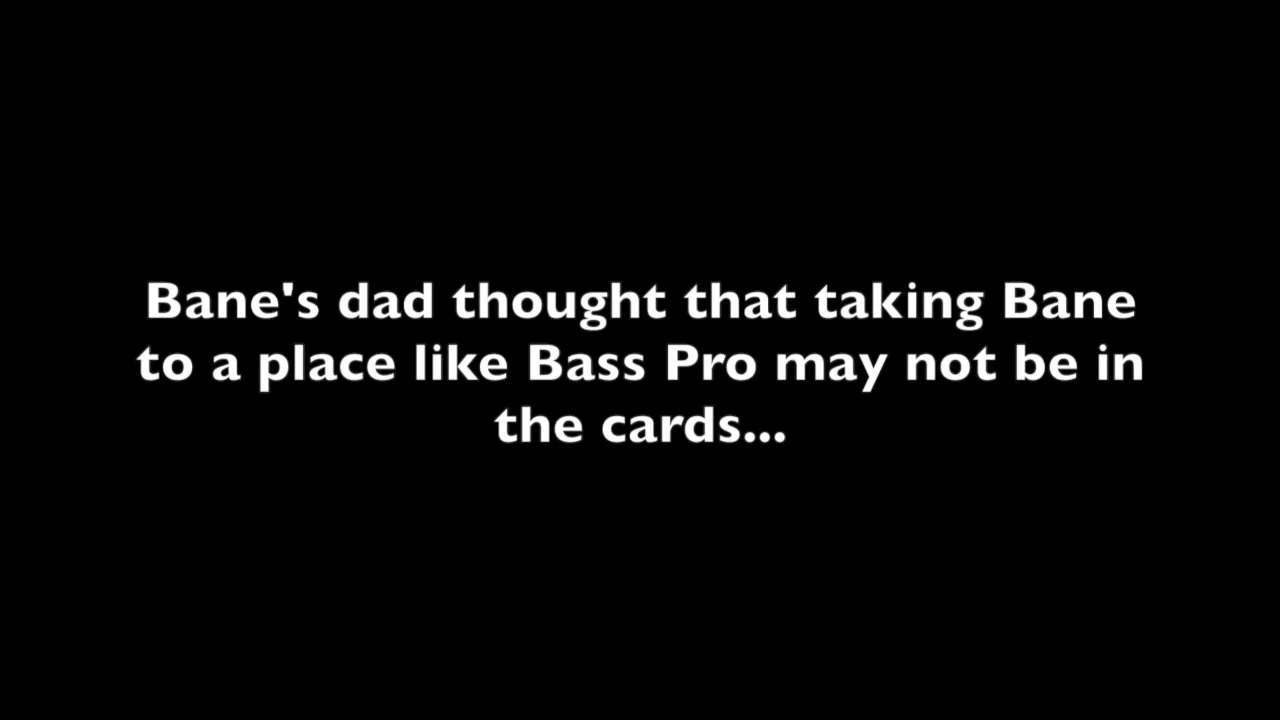 Bane's dad thought that taking Bane
to a place like Bass Pro may not be in
the cards...